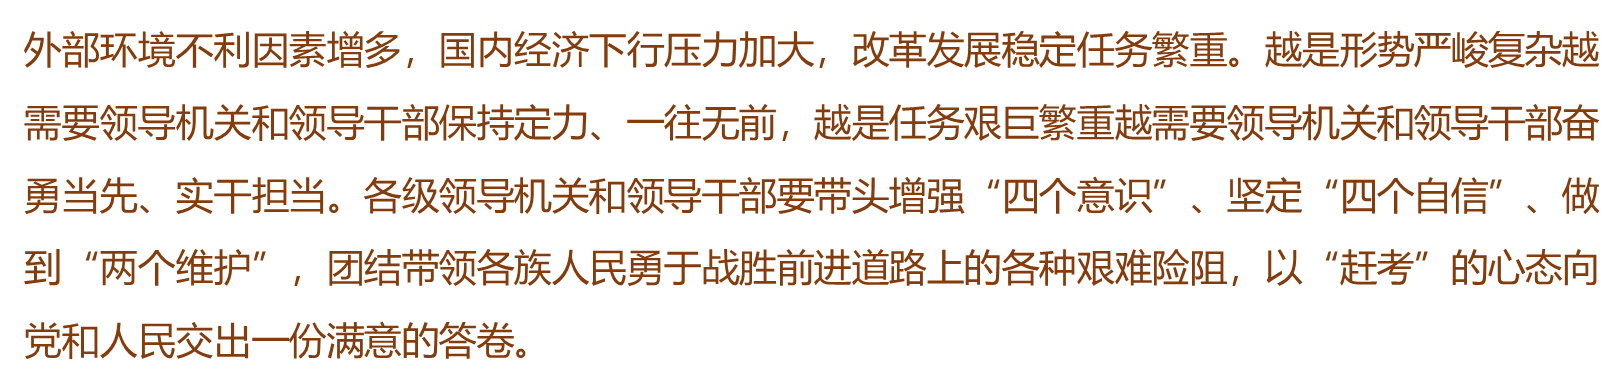 外部环境不利因素增多，国内经济下行压力加大，改革发展稳定任务繁重。越是形势严峻复杂越
需要领导机关和领导干部保持定力、一往无前，越是任务艰巨繁重越需要领导机关和领导干部奋
勇当先、实干担当。各级领导机关和领导干部要带头增强“四个意识”、坚定“四个自信”、做
到“两个维护”，团结带领各族人民勇于战胜前进道路上的各种艰难险阻，以“赶考”的心态向
党和人民交出一份满意的答卷。